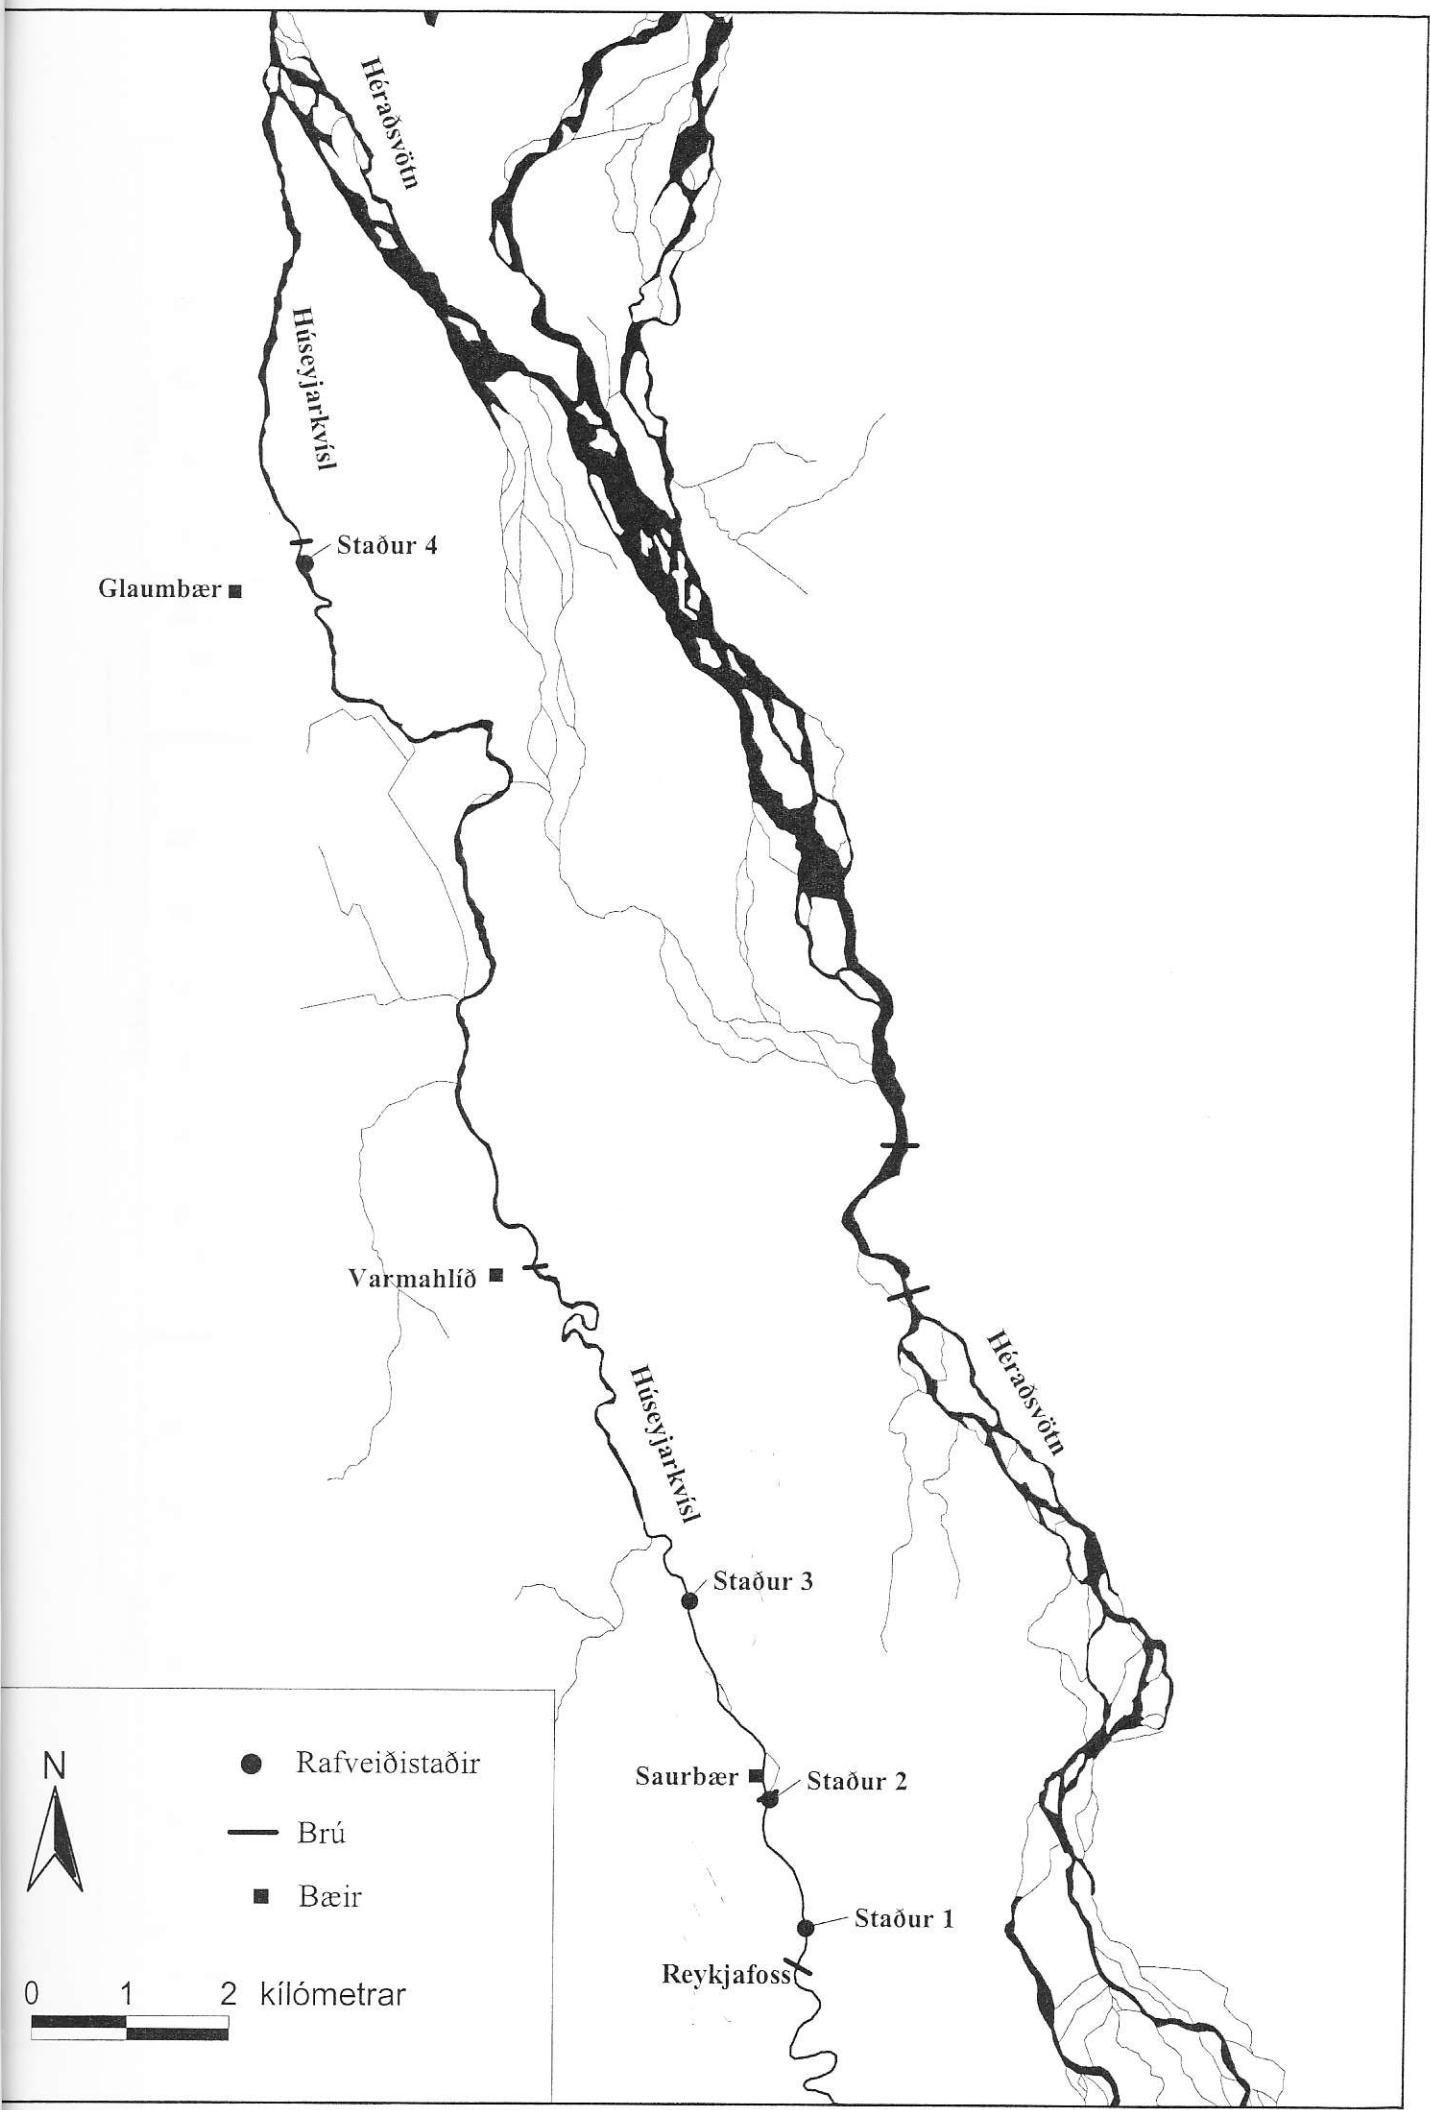 Héraðsvötn
Húseyjarkvísl
Staður 4
Glaumbær
Varmahlíð
Héraðsvötn
Húseyjarkvísl
Staður 3
Saurbær
Staður 2
Staður 1
Reykjafoss
N
Rafveiðistaðir
Brú
Bæir
0 1 2 kílómetrar